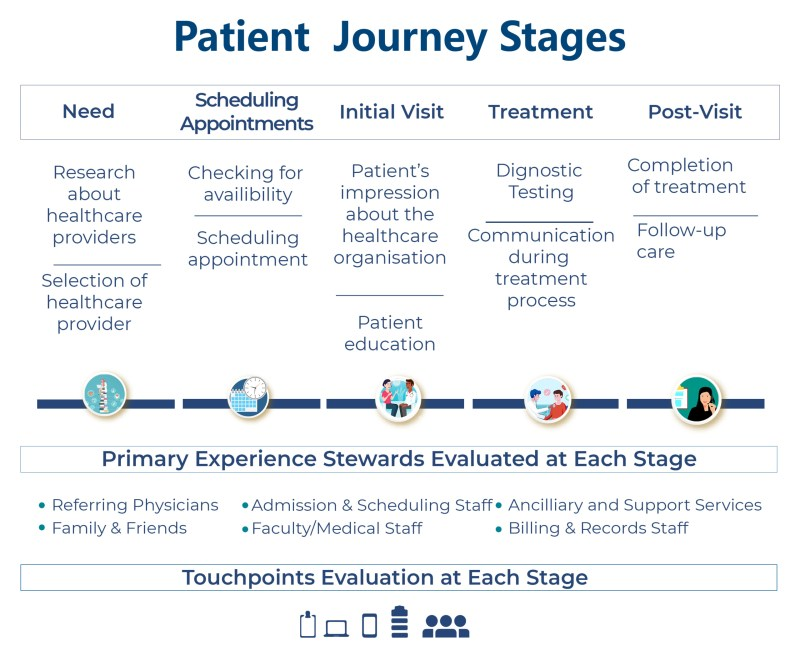 Patient Journey Stages
Need
Scheduling
Appointments
Initial Visit
Treatment
Post-Visit
Research
about
healthcare
providers
Selection of
healthcare
provider
Checking for
availibility
Scheduling
appointment
Patient's
impression
about the
healthcare
organisation
Patient
education
Dignostic
Testing
Communication
during
treatment
process
Completion
of treatment
Follow-up
care
Primary Experience Stewards Evaluated at Each Stage
• Referring Physicians
• Family & Friends
• Admission & Scheduling Staff
• Faculty/Medical Staff
• Ancilliary and Support Services
• Billing & Records Staff
Touchpoints Evaluation at Each Stage